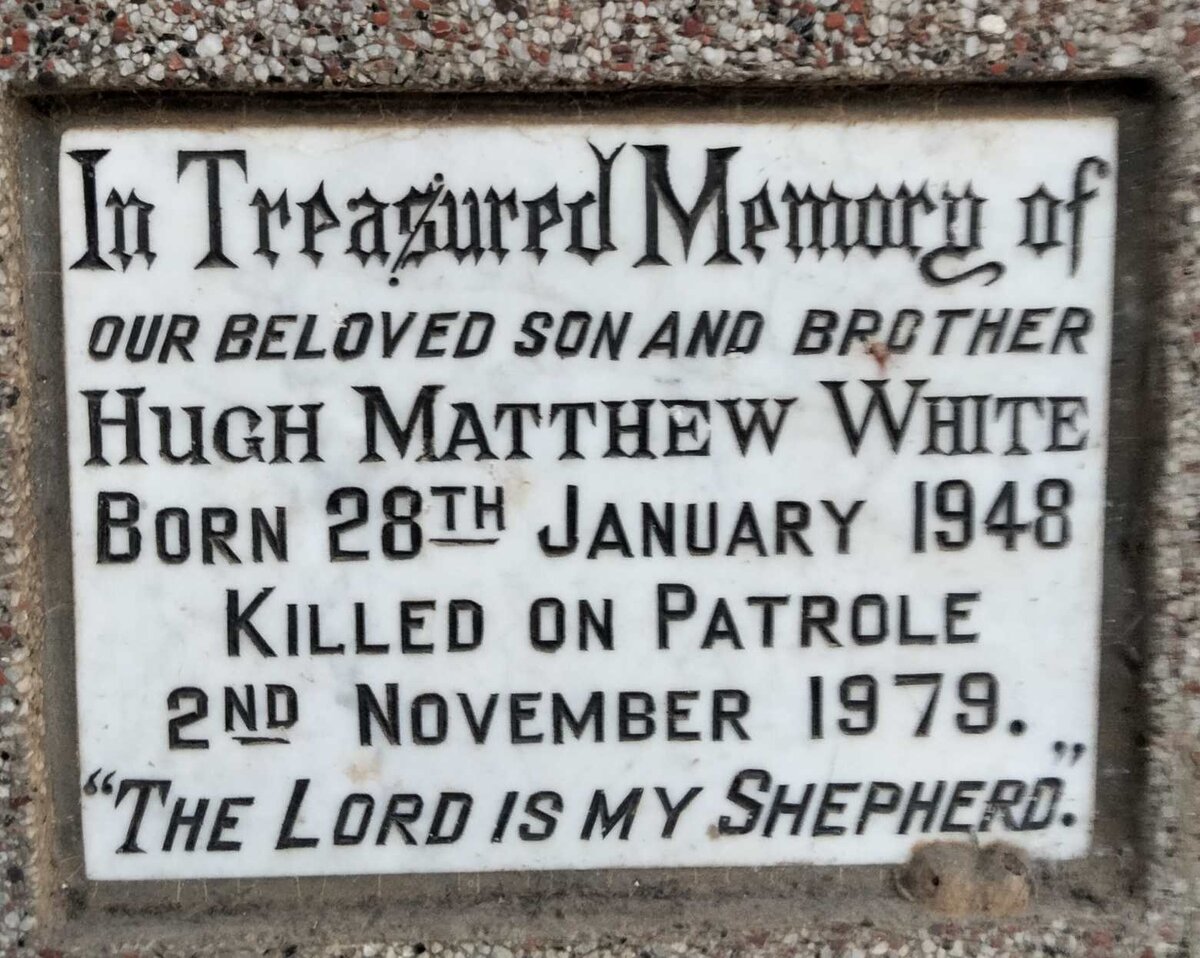 In Treasured Memory of
OUR BELOVED SON AND BROTHER
HUGH MATTHEW WHITE
BORN 28TH JANUARY 1948
KILLED ON PATROLE
2ND NOVEMBER 1979.
“THE LORD IS MY SHEPHERD.”